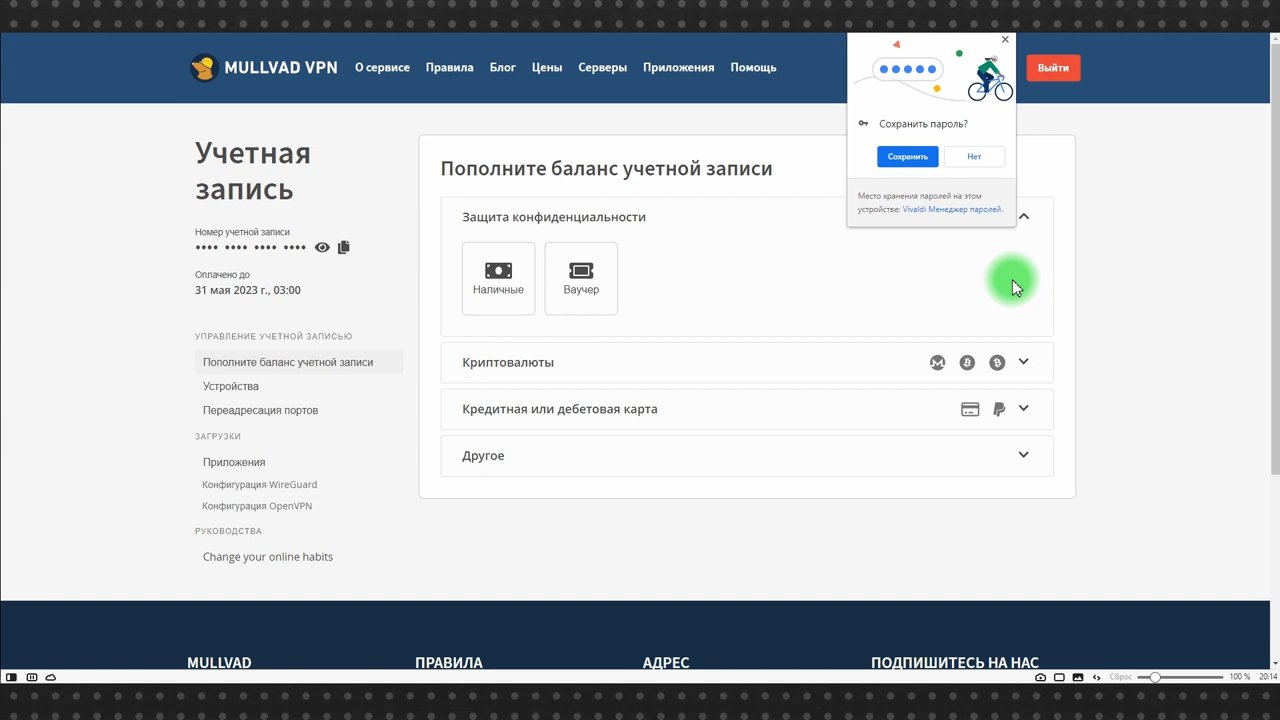 MULLVAD VPN
О сервисе
Правила
Блог
Цены
Серверы
Приложения
Помощь
Выйти
Сохранить пароль?
Сохранить
Нет
Место хранения паролей на этом
устройстве: Vivaldi Менеджер паролей.
Учетная
запись
Номер учетной записи
•••• •••• •••• ••••
Оплачено до
31 мая 2023 г., 03:00
УПРАВЛЕНИЕ УЧЕТНОЙ ЗАПИСЬЮ
Пополните баланс учетной записи
Устройства
Переадресация портов
ЗАГРУЗКИ
Приложения
Конфигурация WireGuard
Конфигурация OpenVPN
РУКОВОДСТВА
Change your online habits
Пополните баланс учетной записи
Защита конфиденциальности
Наличные
Ваучер
Криптовалюты
Кредитная или дебетовая карта
Другое
MULLVAD
ПРАВИЛА
АДРЕС
ПОДПИШИТЕСЬ НА НАС
Сброс
100 %
20:14